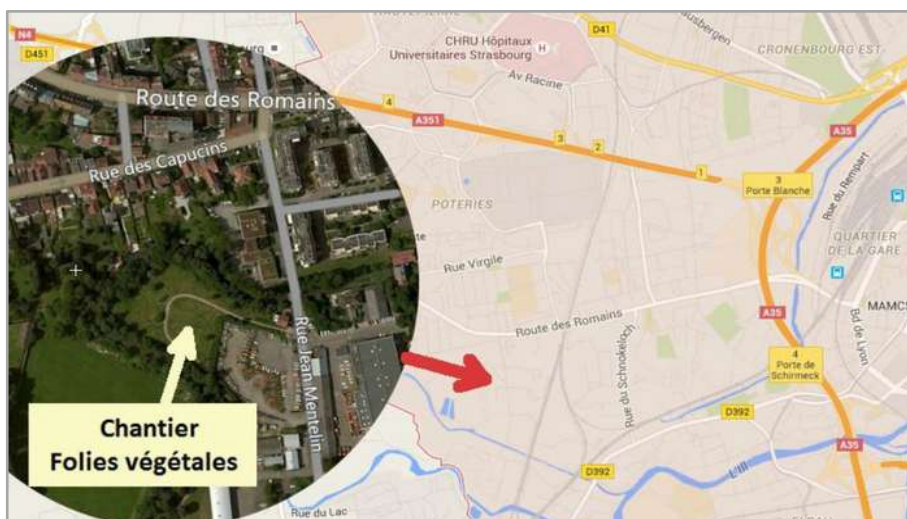 N4
D451
HAUTEPIERRE
CHRU Hôpitaux
Universitaires Strasbourg
H
Av Racine
D41
CRONENBOURG EST
4
A351
3
2
1
A35
3
Porte Blanche
Rue du Rempart
QUARTIER
DE LA GARE
POTERIES
Rue Virgile
Route des Romains
Rue du Schnokeloch
MAMCS
Bd de Lyon
A35
4
Porte de
Schirmeck
D392
D392
A35
L'Ill
Rue du Lac
Route des Romains
Rue des Capucins
Rue Jean Mentelin
Chantier
Folies végétales